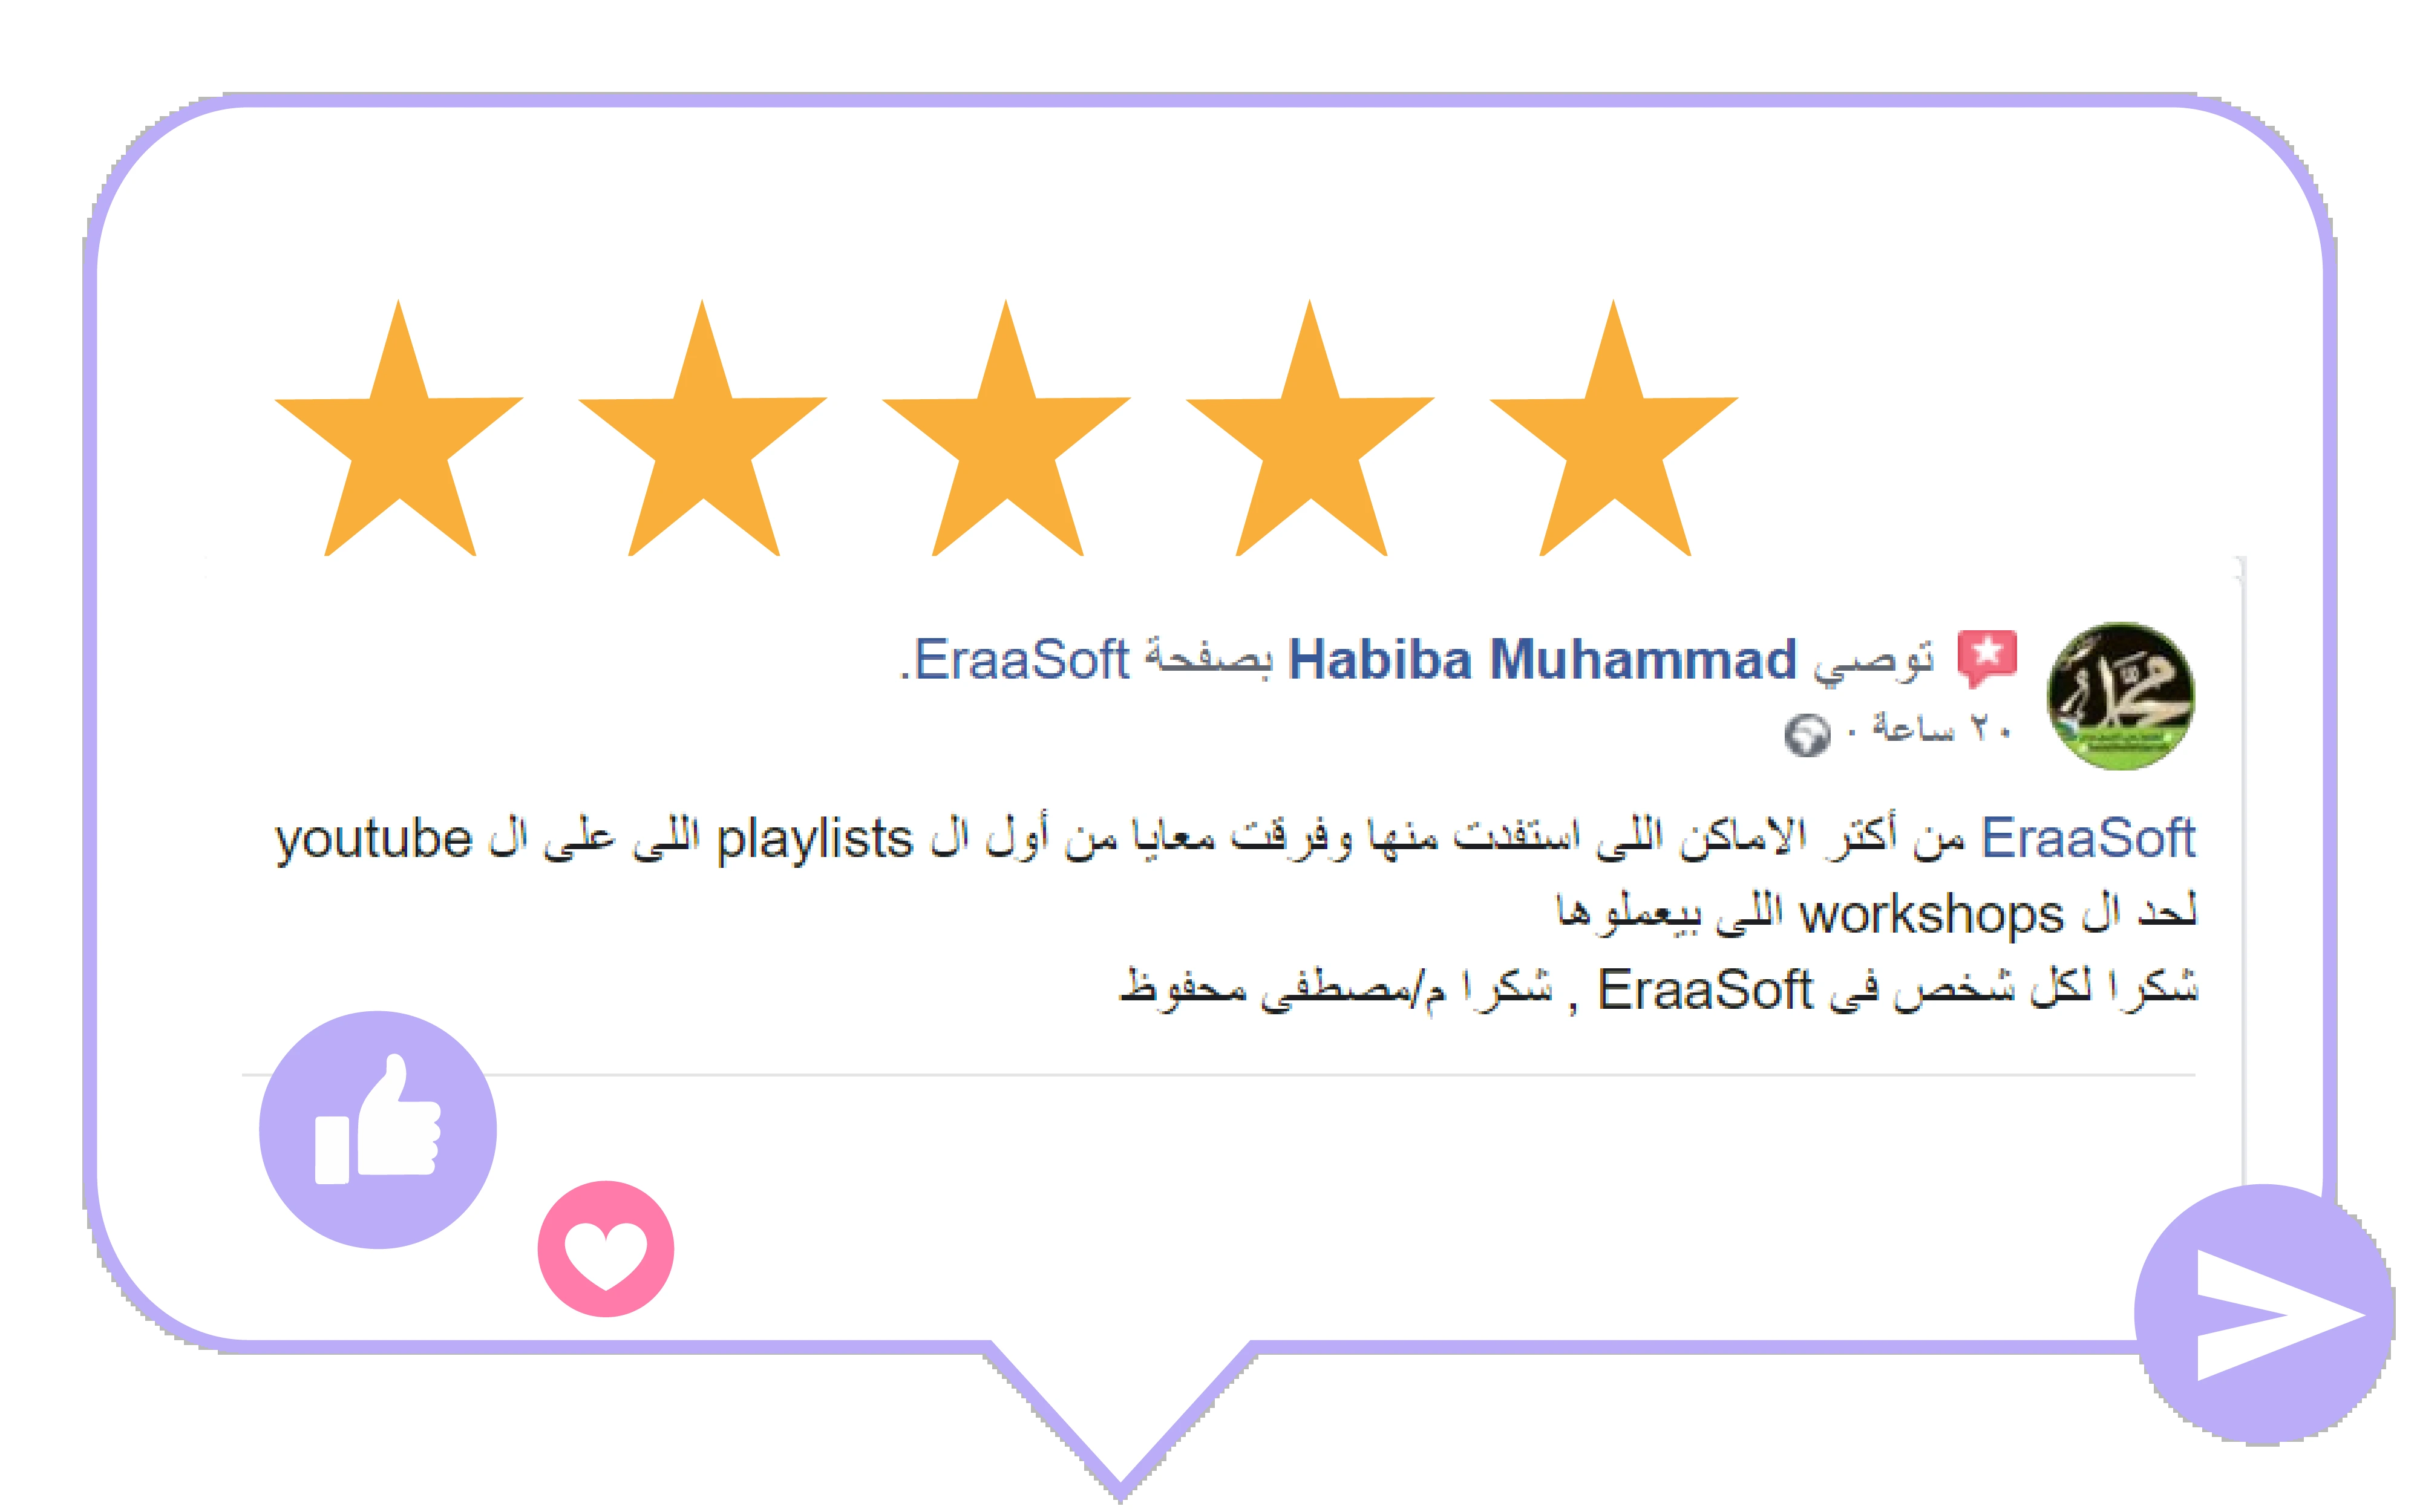 توصي Habiba Muhammad بصفحة EraaSoft.
٢٠ ساعة ·
EraaSoft من أكتر الاماكن اللى استفدت منها وفرقت معايا من أول ال playlists اللى على ال youtube
لحد ال workshops اللى بيعملوها
شكرا لكل شخص فى EraaSoft , شكرا م/مصطفى محفوظ
محمد